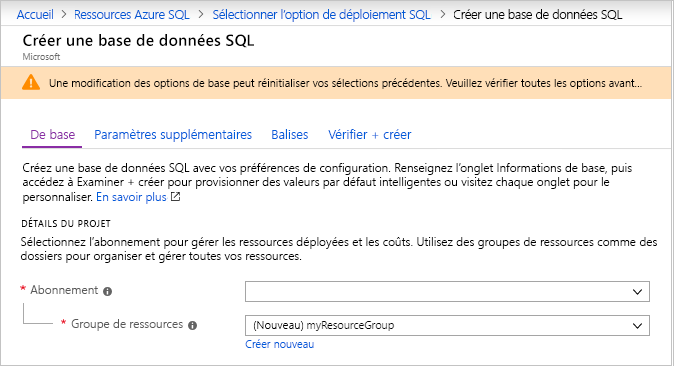 Accueil > Ressources Azure SQL > Sélectionner l'option de déploiement SQL > Créer une base de données SQL
Créer une base de données SQL
Microsoft
Une modification des options de base peut réinitialiser vos sélections précédentes. Veuillez vérifier toutes les options avant...
De base Paramètres supplémentaires Balises Vérifier + créer
Créez une base de données SQL avec vos préférences de configuration. Renseignez l'onglet Informations de base, puis
accédez à Examiner + créer pour provisionner des valeurs par défaut intelligentes ou visitez chaque onglet pour le
personnaliser. En savoir plus
DÉTAILS DU PROJET
Sélectionnez l'abonnement pour gérer les ressources déployées et les coûts. Utilisez des groupes de ressources comme des
dossiers pour organiser et gérer toutes vos ressources.
* Abonnement
* Groupe de ressources (Nouveau) myResourceGroup
Créer nouveau